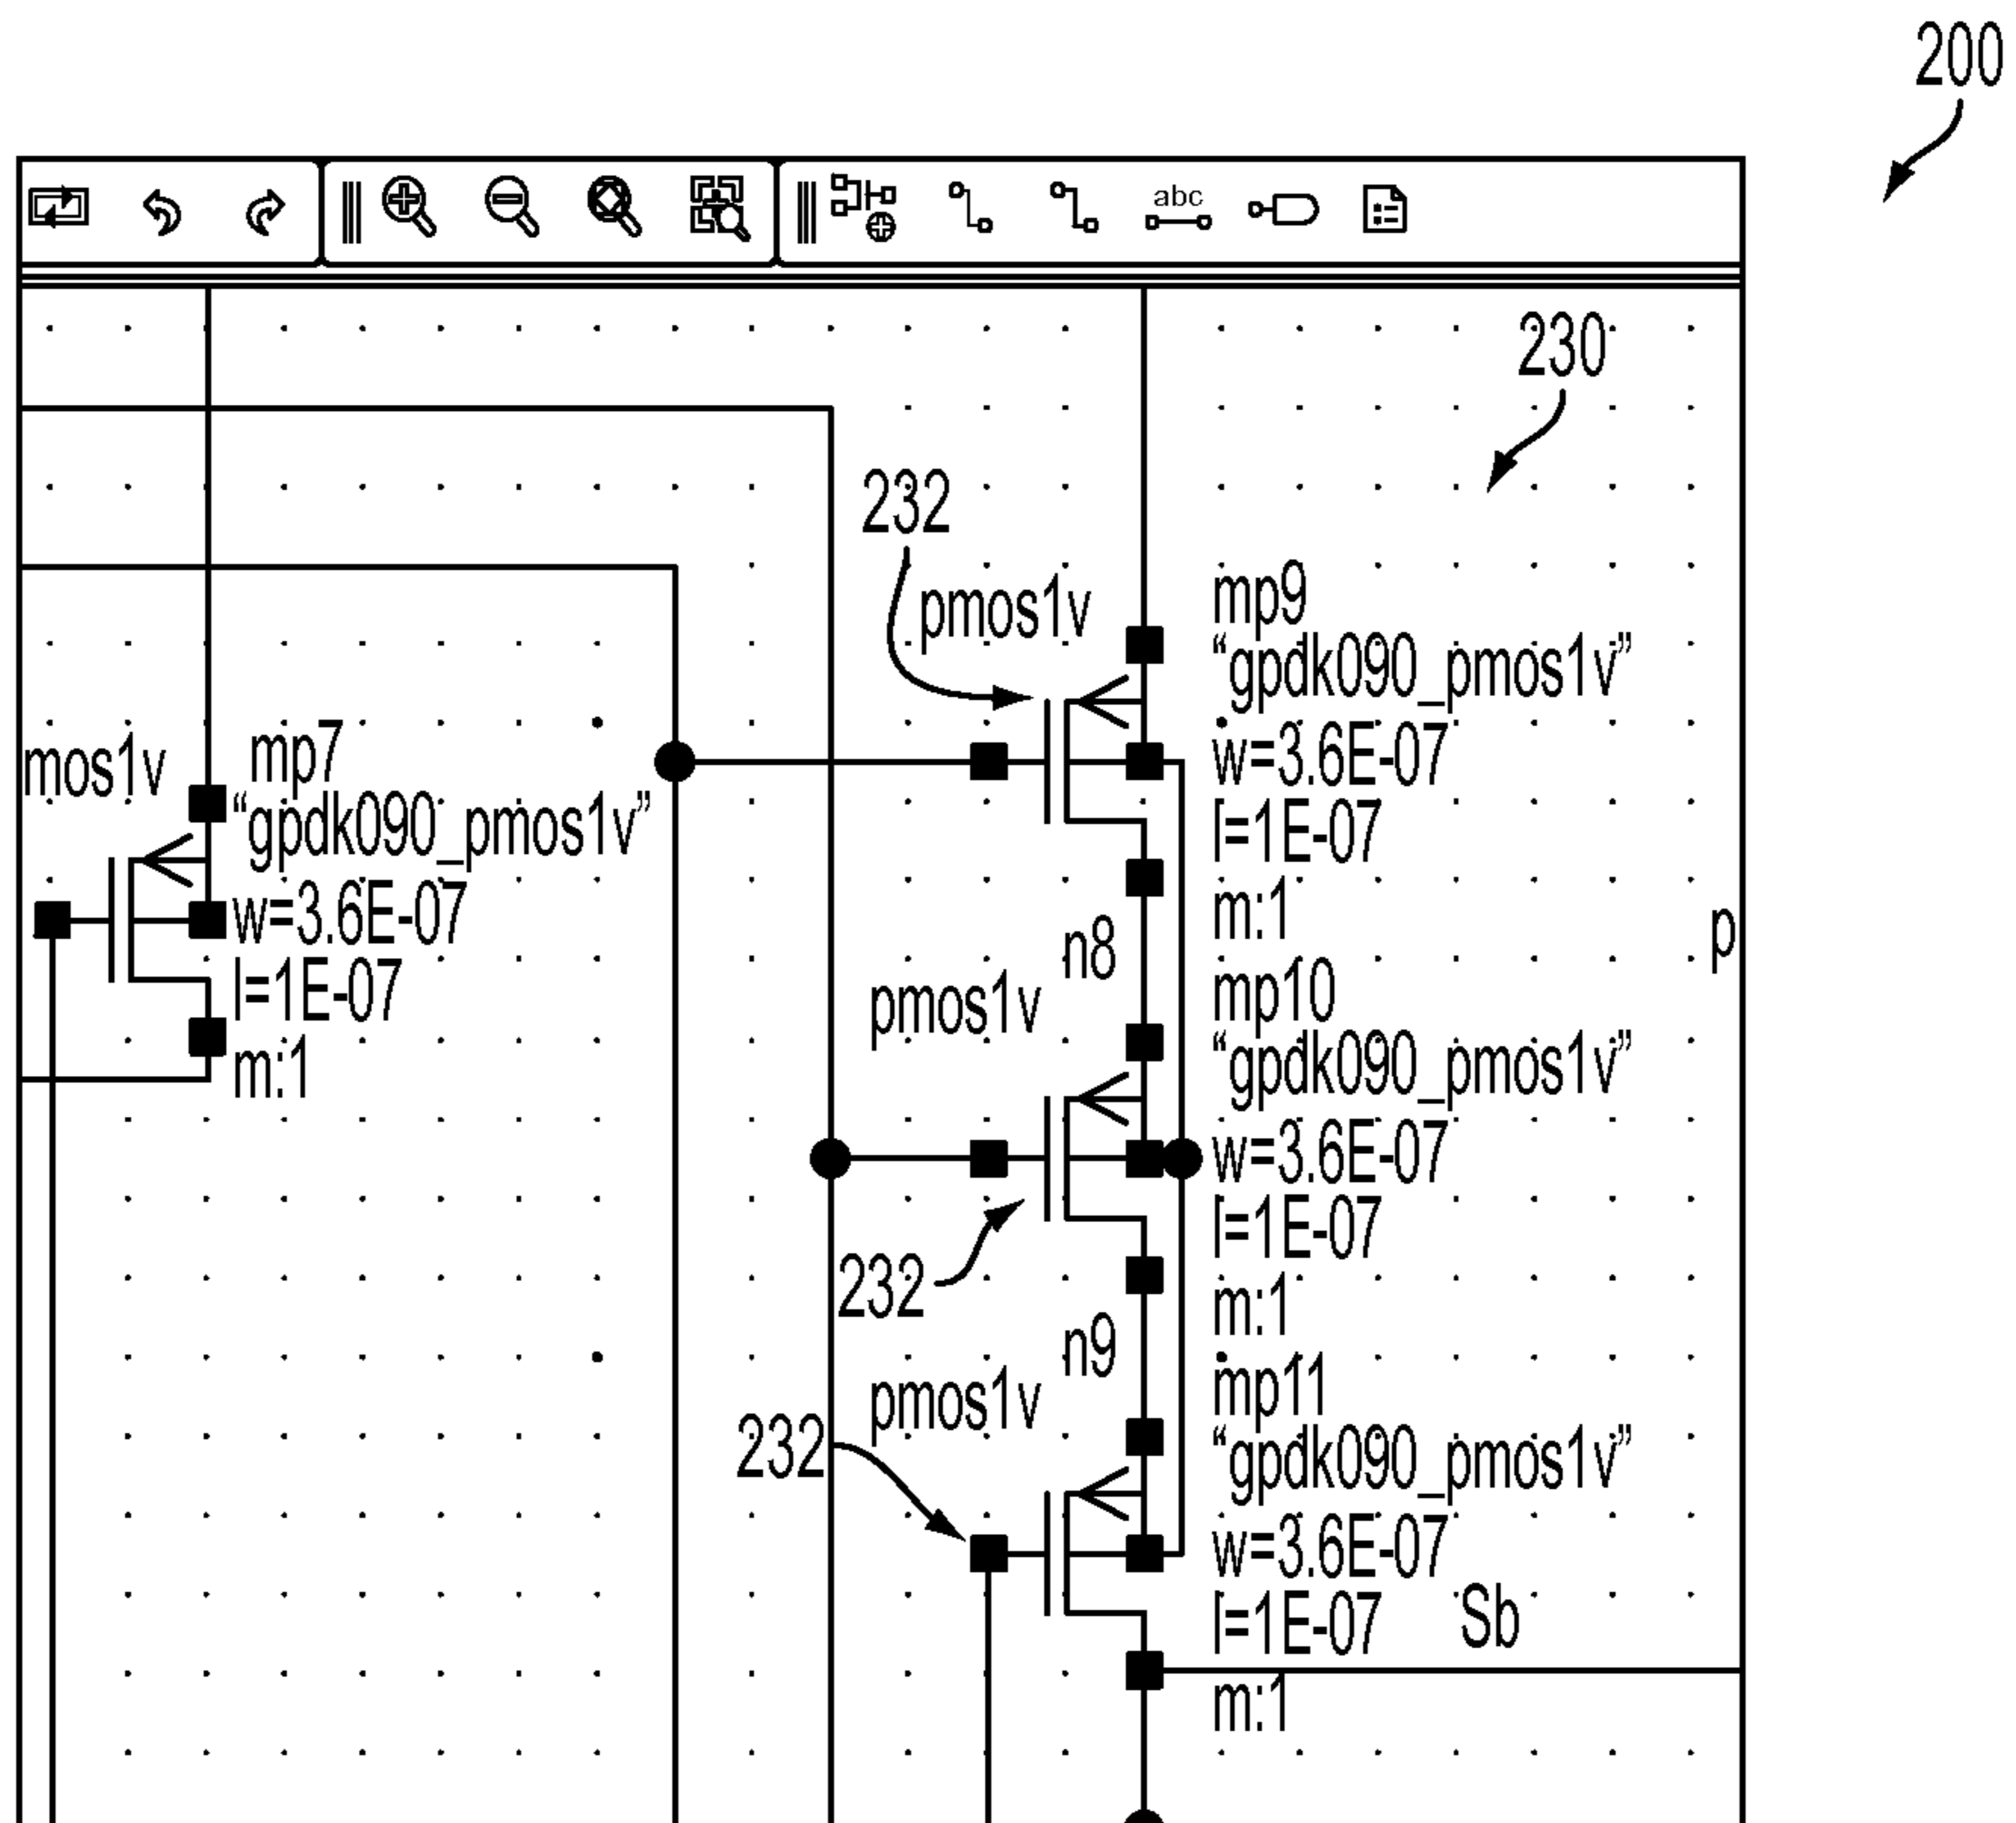 200
abc
230
232
pmos1v
mp9
“gpdk090_pmos1v”
w=3.6E-07
l=1E-07
m:1
mos1v
mp7
“gpdk090_pmos1v”
w=3.6E-07
l=1E-07
m:1
n8
p
pmos1v
mp10
“gpdk090_pmos1v”
w=3.6E-07
l=1E-07
m:1
232
n9
pmos1v
232
mp11
“gpdk090_pmos1v”
w=3.6E-07
l=1E-07
Sb
m:1